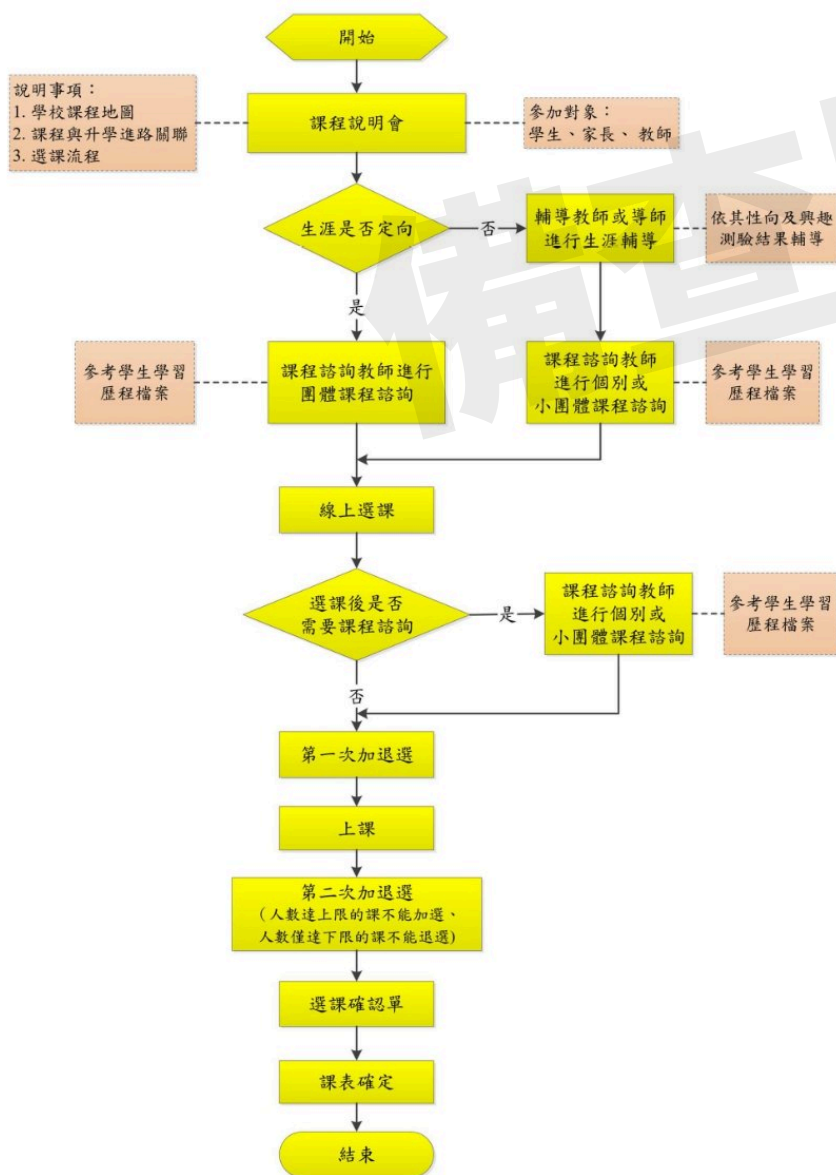 開始
說明事項：
1. 學校課程地圖
2. 課程與升學進路關聯
3. 選課流程
課程說明會
參加對象：
學生、家長、教師
生涯是否定向
否
輔導教師或導師
進行生涯輔導
依其性向及興趣
測驗結果輔導
是
參考學生學習
歷程檔案
課程諮詢教師進行
團體課程諮詢
課程諮詢教師
進行個別或
小團體課程諮詢
參考學生學習
歷程檔案
線上選課
選課後是否
需要課程諮詢
是
課程諮詢教師
進行個別或
小團體課程諮詢
參考學生學習
歷程檔案
否
第一次加退選
上課
第二次加退選
（人數達上限的課不能加選、
人數僅達下限的課不能退選)
選課確認單
課表確定
結束
備查